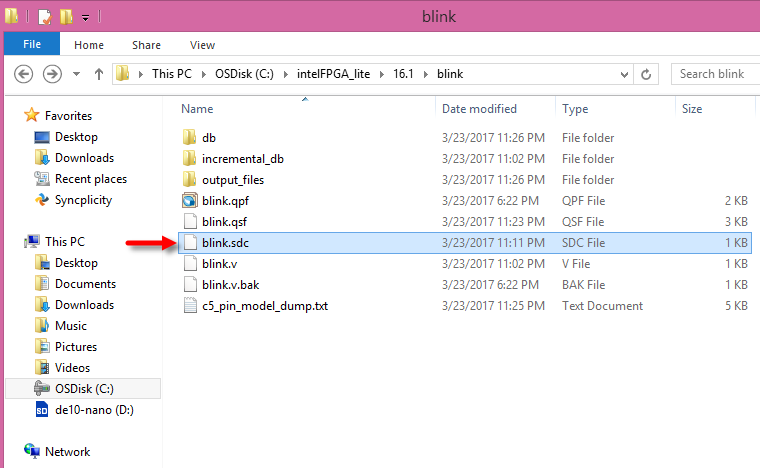 blink
File Home Share View
This PC OSDisk (C:) intelFPGA_lite 16.1 blink Search blink
Name Date modified Type Size
Favorites
Desktop
Downloads
Recent places
Syncplicity
This PC
Desktop
Documents
Downloads
Music
Pictures
Videos
OSDisk (C:)
de10-nano (D:)
Network
db 3/23/2017 11:26 PM File folder
incremental_db 3/23/2017 11:02 PM File folder
output_files 3/23/2017 11:26 PM File folder
blink.qpf 3/23/2017 6:22 PM QPF File 2 KB
blink.qsf 3/23/2017 11:23 PM QSF File 3 KB
blink.sdc 3/23/2017 11:11 PM SDC File 1 KB
blink.v 3/23/2017 11:02 PM V File 1 KB
blink.v.bak 3/23/2017 6:22 PM BAK File 1 KB
c5_pin_model_dump.txt 3/23/2017 11:25 PM Text Document 5 KB